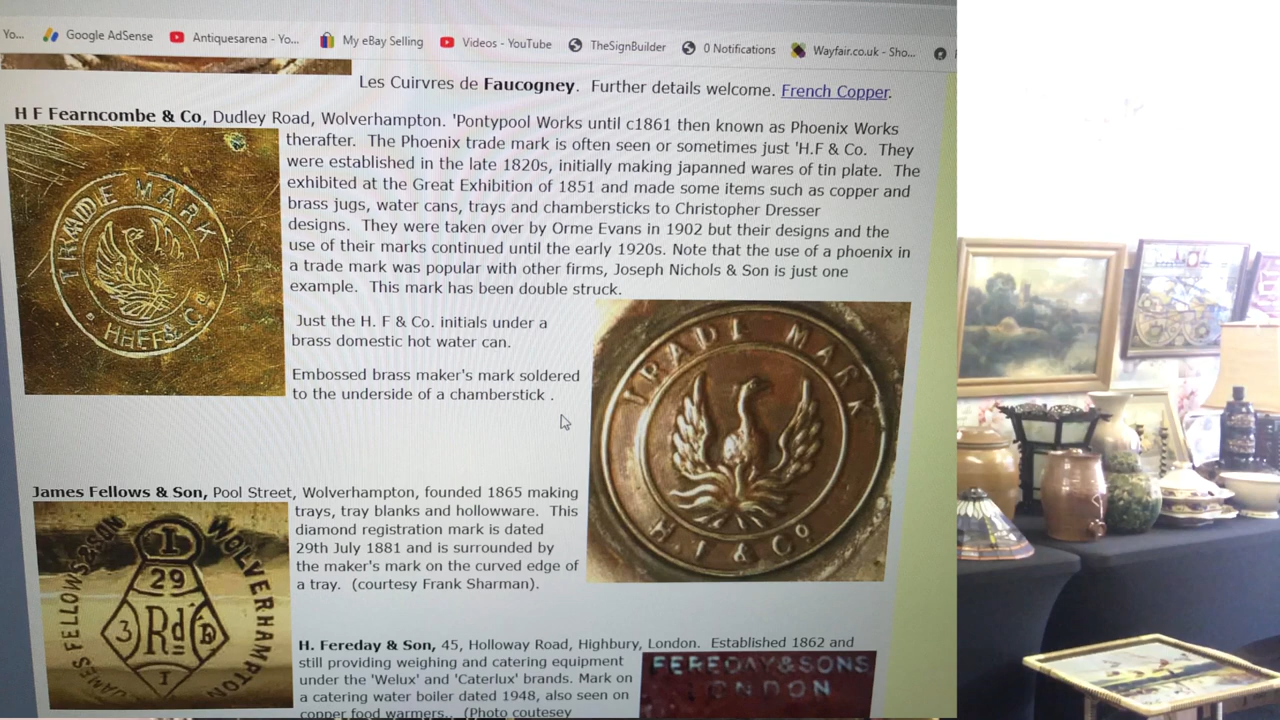 Yo...
Google AdSense
Antiquesarena - Yo...
My eBay Selling
Videos - YouTube
TheSignBuilder
0 Notifications
Wayfair.co.uk - Sho...
Les Cuirvres de Faucogney. Further details welcome. French Copper.
H F Fearncombe & Co, Dudley Road, Wolverhampton. 'Pontypool Works until c1861 then known as Phoenix Works
therafter. The Phoenix trade mark is often seen or sometimes just 'H.F & Co. They
were established in the late 1820s, initially making japanned wares of tin plate. The
exhibited at the Great Exhibition of 1851 and made some items such as copper and
brass jugs, water cans, trays and chambersticks to Christopher Dresser
designs. They were taken over by Orme Evans in 1902 but their designs and the
use of their marks continued until the early 1920s. Note that the use of a phoenix in
a trade mark was popular with other firms, Joseph Nichols & Son is just one
example. This mark has been double struck.
TRADE MARK
H.F & Co
Just the H. F & Co. initials under a
brass domestic hot water can.
Embossed brass maker's mark soldered
to the underside of a chamberstick .
TRADE MARK
H.F & Co
James Fellows & Son, Pool Street, Wolverhampton, founded 1865 making
trays, tray blanks and hollowware. This
diamond registration mark is dated
29th July 1881 and is surrounded by
the maker's mark on the curved edge of
a tray. (courtesy Frank Sharman).
JAMES FELLOWS & SON
WOLVERHAMPTON
I
29
3 Rd E
I
H. Fereday & Son, 45, Holloway Road, Highbury, London. Established 1862 and
still providing weighing and catering equipment
under the 'Welux' and 'Caterlux' brands. Mark on
a catering water boiler dated 1948, also seen on
copper food warmers.. (Photo coutesey
FEREDAY & SONS
LONDON